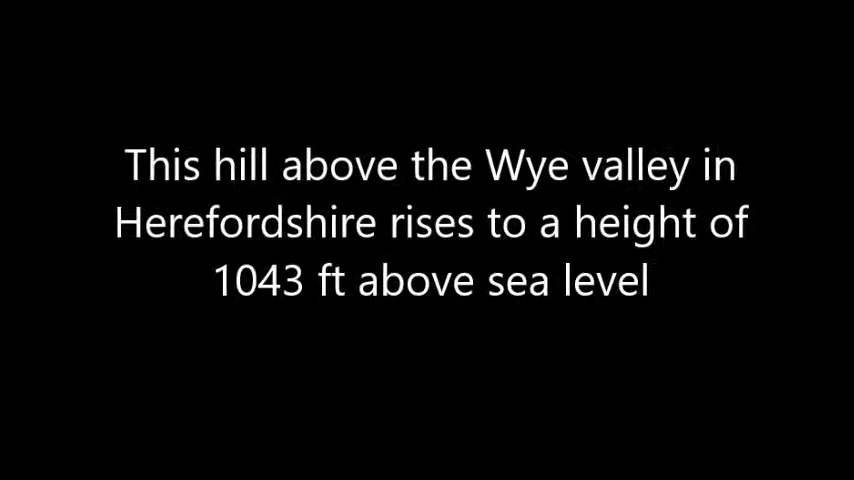 This hill above the Wye valley in
Herefordshire rises to a height of
1043 ft above sea level